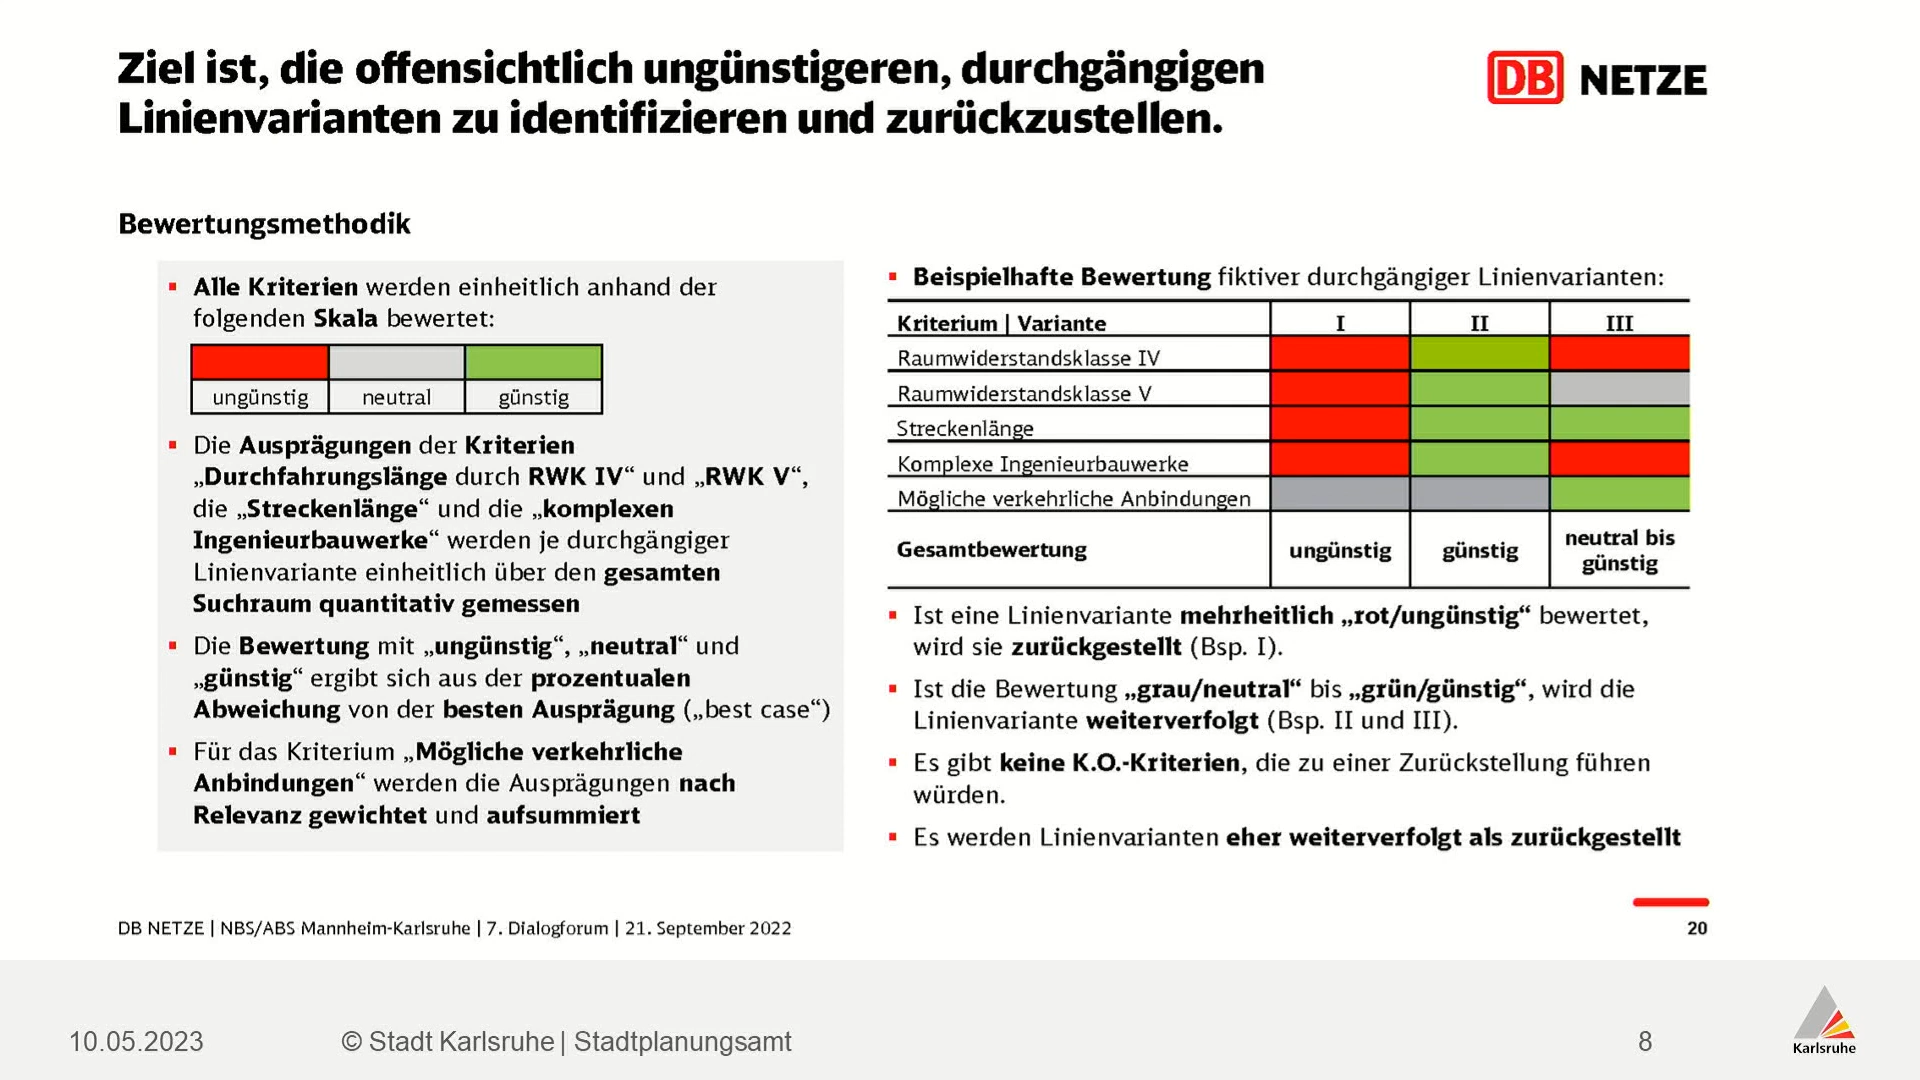 Ziel ist, die offensichtlich ungünstigeren, durchgängigen
Linienvarianten zu identifizieren und zurückzustellen.
DB NETZE
Bewertungsmethodik
▪ Alle Kriterien werden einheitlich anhand der
folgenden Skala bewertet:
ungünstig neutral günstig
▪ Die Ausprägungen der Kriterien
„Durchfahrungslänge durch RWK IV“ und „RWK V“,
die „Streckenlänge“ und die „komplexen
Ingenieurbauwerke“ werden je durchgängiger
Linienvariante einheitlich über den gesamten
Suchraum quantitativ gemessen
▪ Die Bewertung mit „ungünstig“, „neutral“ und
„günstig“ ergibt sich aus der prozentualen
Abweichung von der besten Ausprägung („best case“)
▪ Für das Kriterium „Mögliche verkehrliche
Anbindungen“ werden die Ausprägungen nach
Relevanz gewichtet und aufsummiert
▪ Beispielhafte Bewertung fiktiver durchgängiger Linienvarianten:
Kriterium | Variante I II III
Raumwiderstandsklasse IV
Raumwiderstandsklasse V
Streckenlänge
Komplexe Ingenieurbauwerke
Mögliche verkehrliche Anbindungen
Gesamtbewertung ungünstig günstig neutral bis
günstig
▪ Ist eine Linienvariante mehrheitlich „rot/ungünstig“ bewertet,
wird sie zurückgestellt (Bsp. I).
▪ Ist die Bewertung „grau/neutral“ bis „grün/günstig“, wird die
Linienvariante weiterverfolgt (Bsp. II und III).
▪ Es gibt keine K.O.-Kriterien, die zu einer Zurückstellung führen
würden.
▪ Es werden Linienvarianten eher weiterverfolgt als zurückgestellt
DB NETZE | NBS/ABS Mannheim-Karlsruhe | 7. Dialogforum | 21. September 2022
20
10.05.2023
© Stadt Karlsruhe | Stadtplanungsamt
8
Karlsruhe